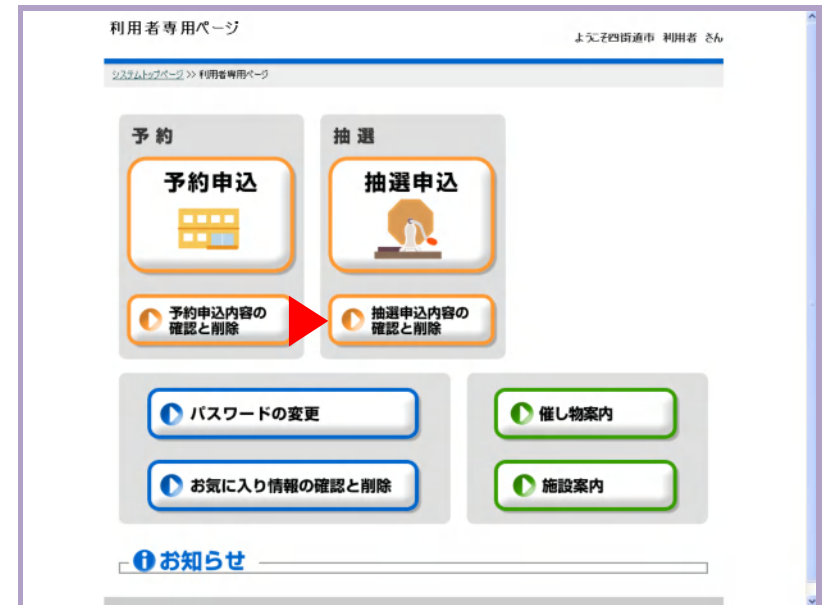 利用者専用ページ
ようこそ四街道市 利用者 さん
システムトップページ >> 利用者専用ページ
予約
抽選
予約申込
抽選申込
予約申込内容の
確認と削除
抽選申込内容の
確認と削除
パスワードの変更
催し物案内
お気に入り情報の確認と削除
施設案内
お知らせ